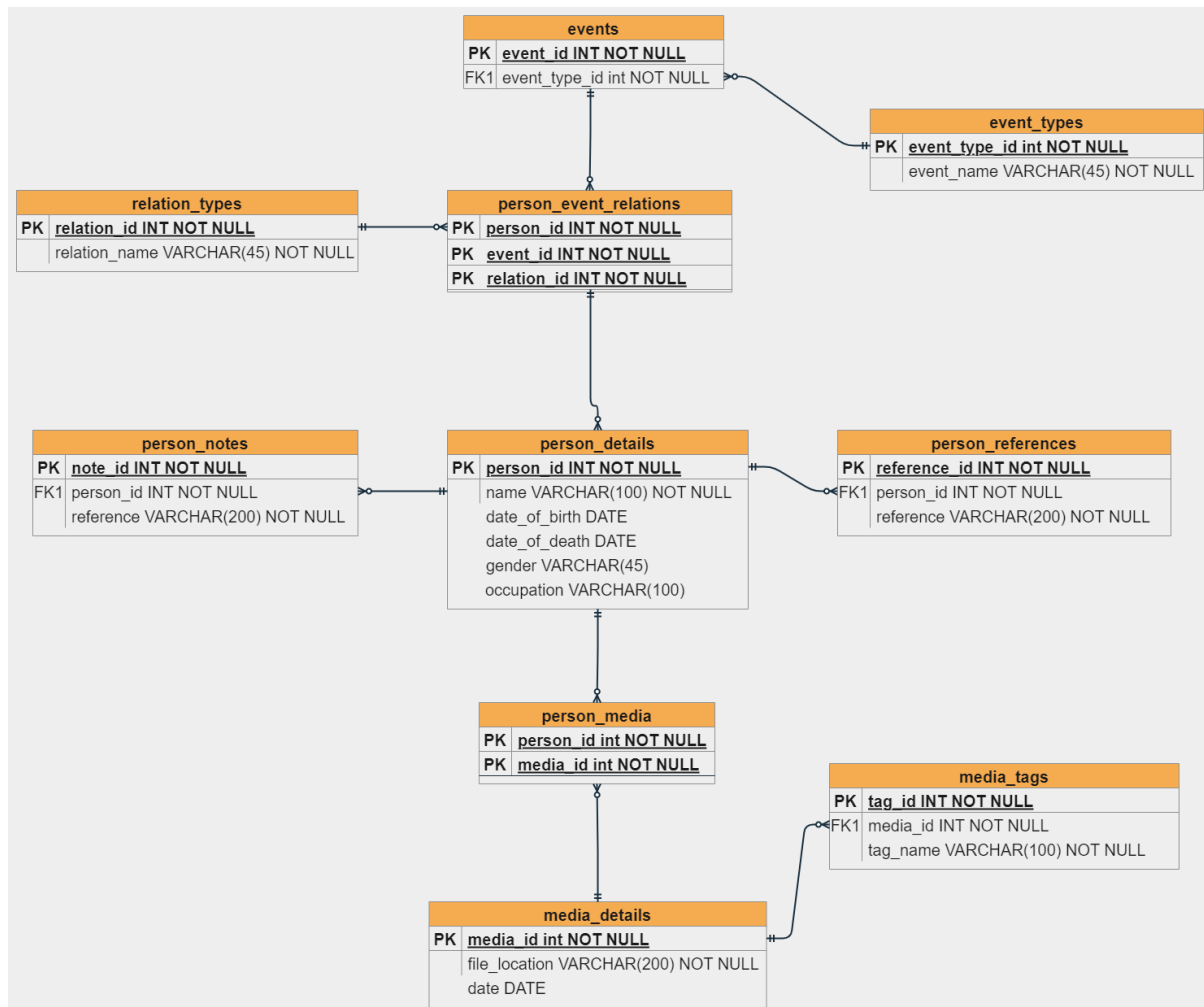 events
PK event_id INT NOT NULL
FK1 event_type_id int NOT NULL
event_types
PK event_type_id int NOT NULL
event_name VARCHAR(45) NOT NULL
relation_types
PK relation_id INT NOT NULL
relation_name VARCHAR(45) NOT NULL
person_event_relations
PK person_id INT NOT NULL
PK event_id INT NOT NULL
PK relation_id INT NOT NULL
person_notes
PK note_id INT NOT NULL
FK1 person_id INT NOT NULL
reference VARCHAR(200) NOT NULL
person_details
PK person_id INT NOT NULL
name VARCHAR(100) NOT NULL
date_of_birth DATE
date_of_death DATE
gender VARCHAR(45)
occupation VARCHAR(100)
person_references
PK reference_id INT NOT NULL
FK1 person_id INT NOT NULL
reference VARCHAR(200) NOT NULL
person_media
PK person_id int NOT NULL
PK media_id int NOT NULL
media_tags
PK tag_id INT NOT NULL
FK1 media_id INT NOT NULL
tag_name VARCHAR(100) NOT NULL
media_details
PK media_id int NOT NULL
file_location VARCHAR(200) NOT NULL
date DATE